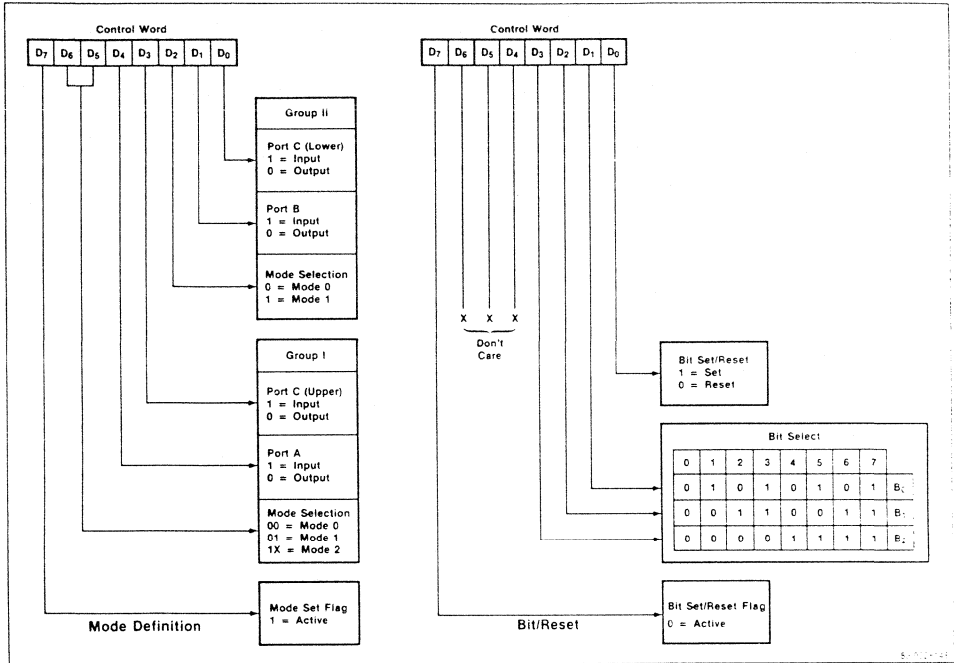 Control Word
D7 D6 D5 D4 D3 D2 D1 D0
Group II
Port C (Lower)
1 = Input
0 = Output
Port B
1 = Input
0 = Output
Mode Selection
0 = Mode 0
1 = Mode 1
Group I
Port C (Upper)
1 = Input
0 = Output
Port A
1 = Input
0 = Output
Mode Selection
00 = Mode 0
01 = Mode 1
1X = Mode 2
Mode Set Flag
1 = Active
Mode Definition
Control Word
D7 D6 D5 D4 D3 D2 D1 D0
X X X
Don't
Care
Bit Set/Reset
1 = Set
0 = Reset
Bit Select
0 1 2 3 4 5 6 7
0 1 0 1 0 1 0 1 B0
0 0 1 1 0 0 1 1 B1
0 0 0 0 1 1 1 1 B2
Bit Set/Reset Flag
0 = Active
Bit/Reset